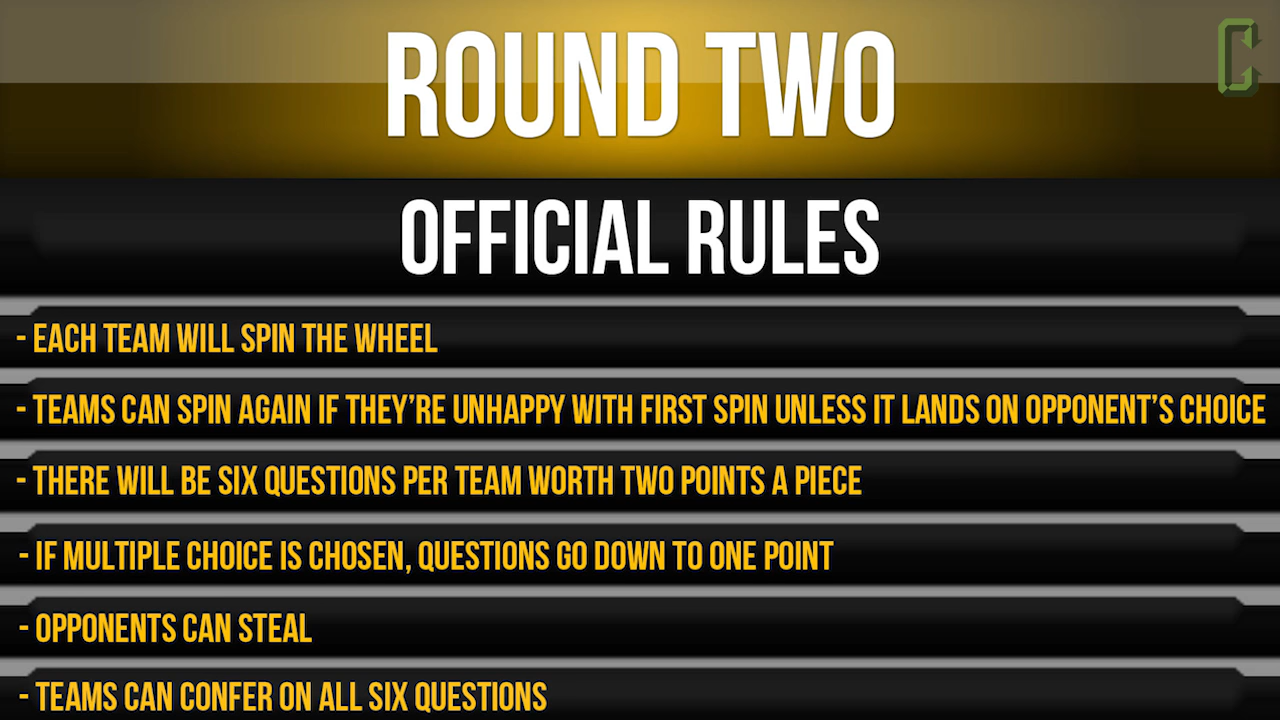 ROUND TWO
OFFICIAL RULES
- EACH TEAM WILL SPIN THE WHEEL
- TEAMS CAN SPIN AGAIN IF THEY'RE UNHAPPY WITH FIRST SPIN UNLESS IT LANDS ON OPPONENT'S CHOICE
- THERE WILL BE SIX QUESTIONS PER TEAM WORTH TWO POINTS A PIECE
- IF MULTIPLE CHOICE IS CHOSEN, QUESTIONS GO DOWN TO ONE POINT
- OPPONENTS CAN STEAL
- TEAMS CAN CONFER ON ALL SIX QUESTIONS